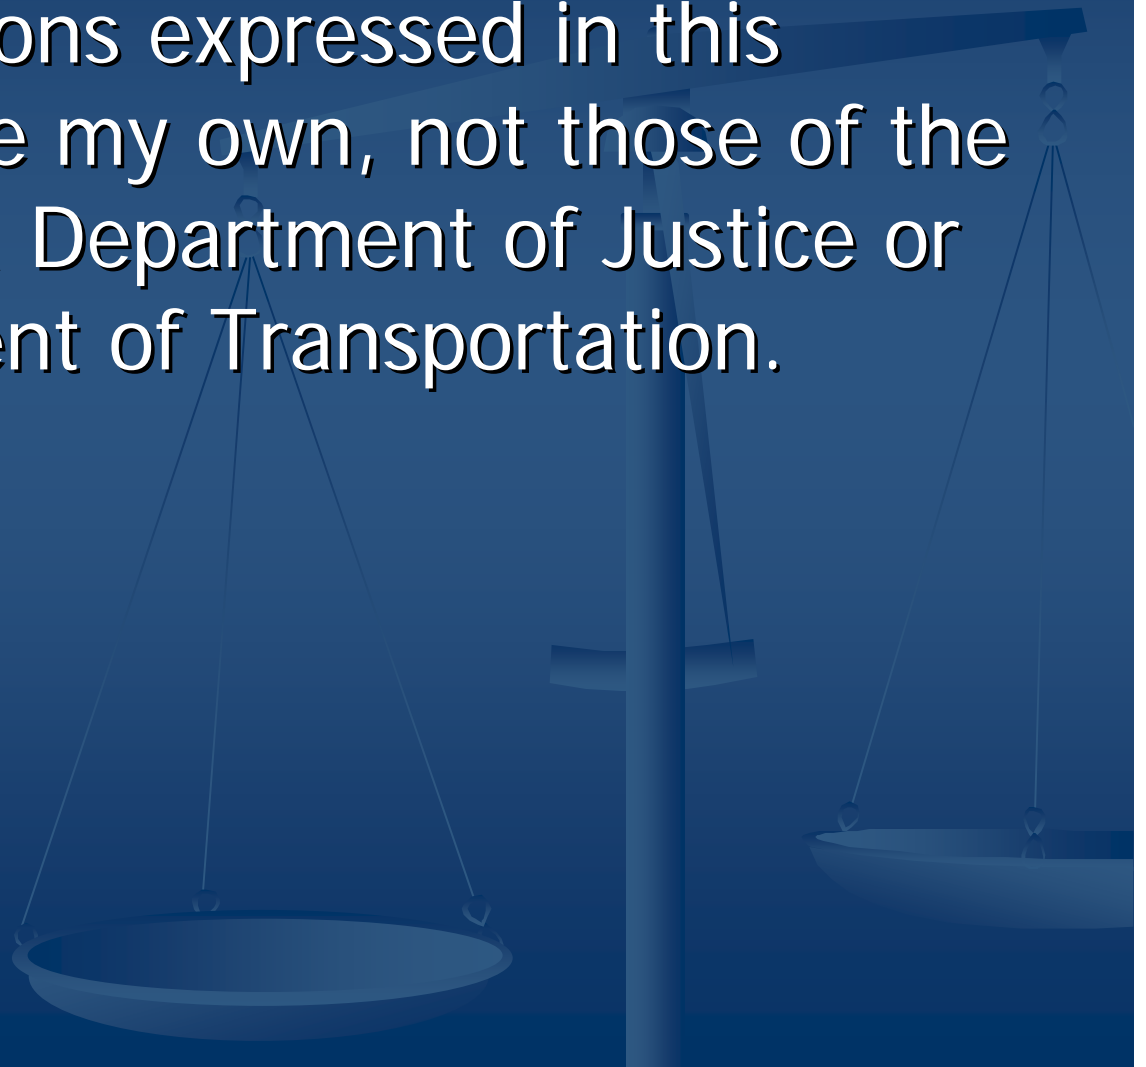 ons expressed in this
e my own, not those of the
Department of Justice or
ent of Transportation.